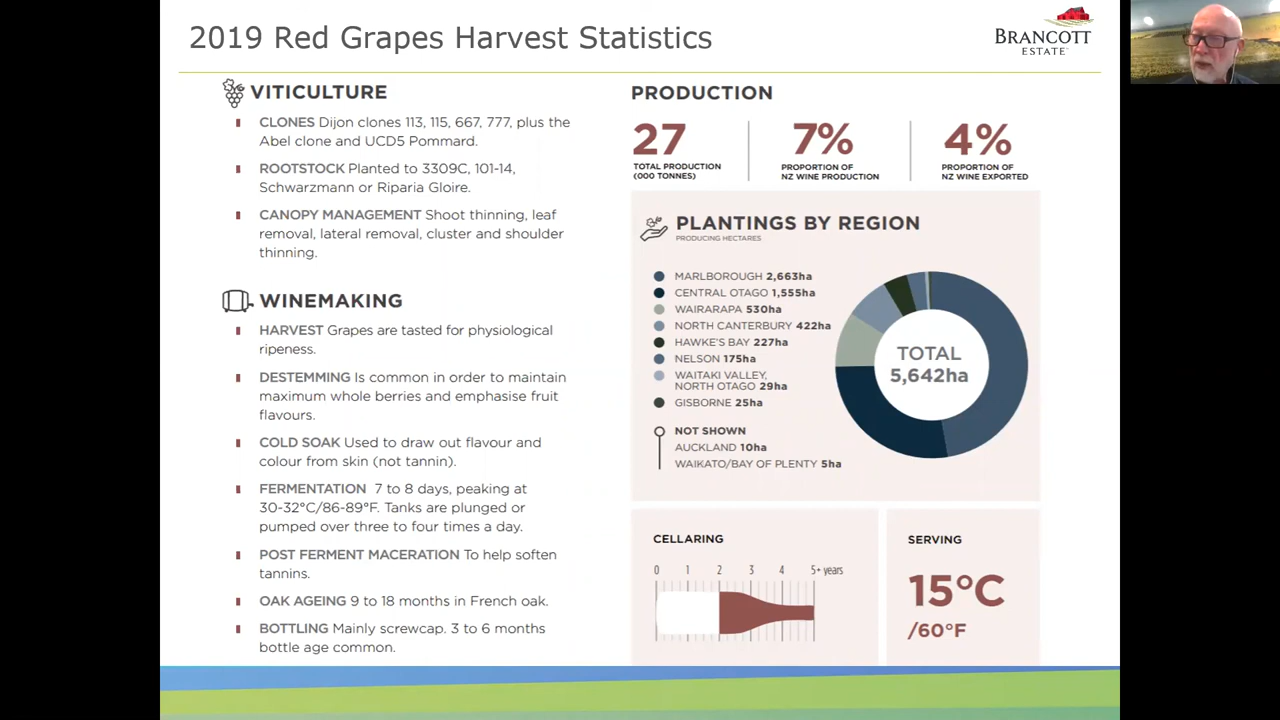 2019 Red Grapes Harvest Statistics
BRANCOTT
ESTATE
VITICULTURE
CLONES Dijon clones 113, 115, 667, 777, plus the
Abel clone and UCD5 Pommard.
ROOTSTOCK Planted to 3309C, 101-14,
Schwarzmann or Riparia Gloire.
CANOPY MANAGEMENT Shoot thinning, leaf
removal, lateral removal, cluster and shoulder
thinning.
WINEMAKING
HARVEST Grapes are tasted for physiological
ripeness.
DESTEMMING Is common in order to maintain
maximum whole berries and emphasise fruit
flavours.
COLD SOAK Used to draw out flavour and
colour from skin (not tannin).
FERMENTATION 7 to 8 days, peaking at
30-32°C/86-89°F. Tanks are plunged or
pumped over three to four times a day.
POST FERMENT MACERATION To help soften
tannins.
OAK AGEING 9 to 18 months in French oak.
BOTTLING Mainly screwcap. 3 to 6 months
bottle age common.
PRODUCTION
27 7% 4%
TOTAL PRODUCTION PROPORTION OF PROPORTION OF
(000 TONNES) NZ WINE PRODUCTION NZ WINE EXPORTED
PLANTINGS BY REGION
PRODUCING HECTARES
MARLBOROUGH 2,663ha
CENTRAL OTAGO 1,555ha
WAIRARAPA 530ha
NORTH CANTERBURY 422ha
HAWKE'S BAY 227ha
NELSON 175ha
WAITAKI VALLEY,
NORTH OTAGO 29ha
GISBORNE 25ha
NOT SHOWN
AUCKLAND 10ha
WAIKATO/BAY OF PLENTY 5ha
TOTAL
5,642ha
CELLARING
0 1 2 3 4 5+ years
SERVING
15°C
/60°F